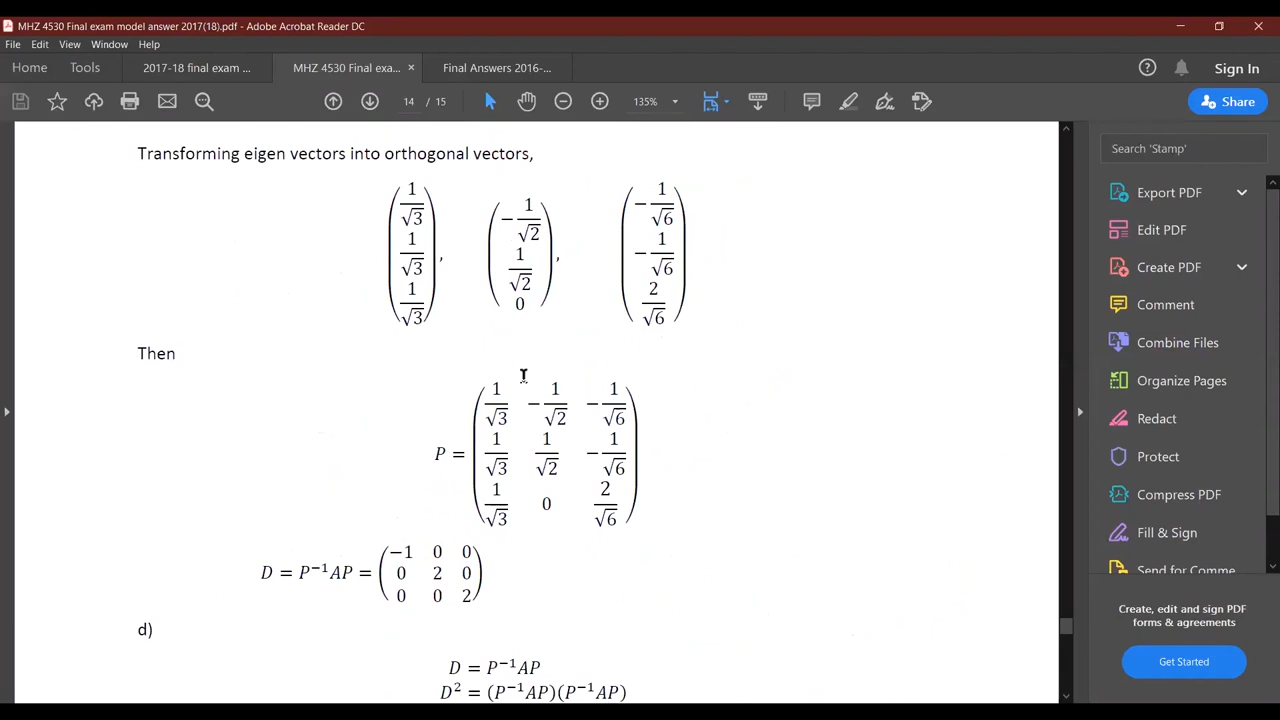 MHZ 4530 Final exam model answer 2017(18).pdf - Adobe Acrobat Reader DC
File Edit View Window Help
Home Tools 2017-18 final exam ... MHZ 4530 Final exa... × Final Answers 2016-... Sign In
14 / 15 135% Share
Transforming eigen vectors into orthogonal vectors,
(1/√3, 1/√3, 1/√3), (−1/√2, 1/√2, 0), (−1/√6, −1/√6, 2/√6)
Then
P = (1/√3 −1/√2 −1/√6
1/√3 1/√2 −1/√6
1/√3 0 2/√6)
D = P⁻¹AP = (−1 0 0
0 2 0
0 0 2)
d)
D = P⁻¹AP
D² = (P⁻¹AP)(P⁻¹AP)
Search 'Stamp'
Export PDF
Edit PDF
Create PDF
Comment
Combine Files
Organize Pages
Redact
Protect
Compress PDF
Fill & Sign
Send for Comme
Create, edit and sign PDF
forms & agreements
Get Started